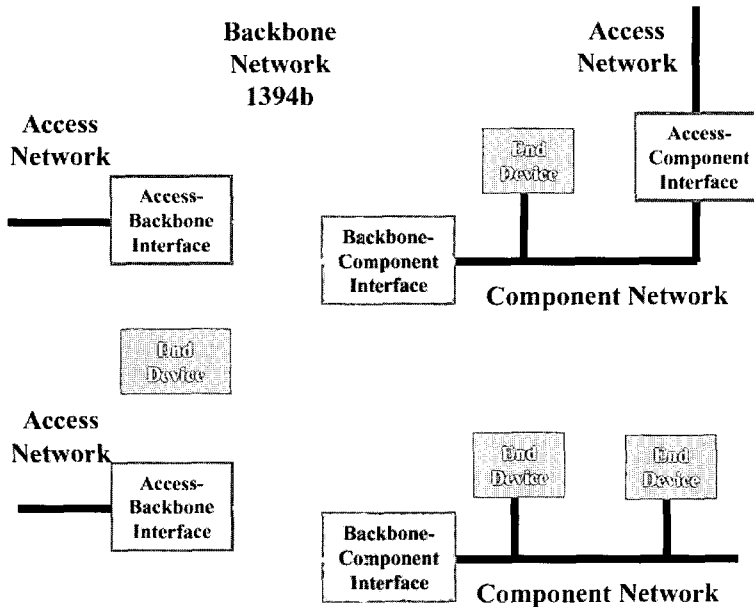 Backbone
Network
1394b
Access
Network
Access
Network
End
Device
Access-
Component
Interface
Access-
Backbone
Interface
Backbone-
Component
Interface
Component Network
End
Device
Access
Network
Access-
Backbone
Interface
End
Device
End
Device
Backbone-
Component
Interface
Component Network